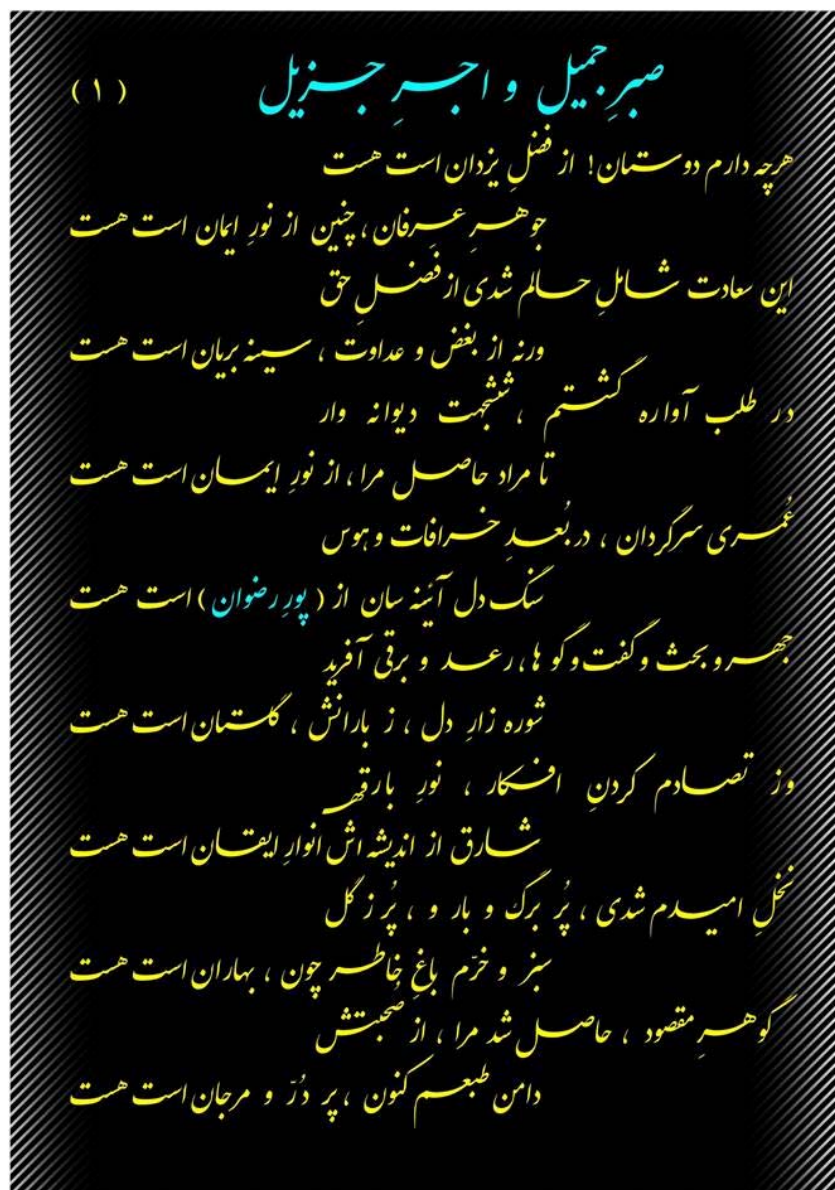 صبرِ جمیل و اجرِ جزیل (۱)
هرچه دارم دوستان! از فضلِ یزدان است هست
جوهرِ عرفان، چنین از نورِ ایمان است هست
این سعادت شاملِ حالم شدی از فضلِ حق
ورنه از بغض و عداوت، سینه بریان است هست
در طلب آواره گشتم، ششجهت دیوانه وار
تا مراد حاصل مرا، از نورِ ایمان است هست
عُمری سرگردان، در بُعدِ خرافات و هوس
سنگ دل آئینه سان از (پورِ رضوان) است هست
جهر و بحث و گفت و گو ها، رعد و برقی آفرید
شوره زارِ دل، ز بارانش، گلستان است هست
وز تصادم کردنِ افکار، نورِ بارقه
شارق از اندیشه اش انوارِ ایقان است هست
نخلِ امیدم شدی، پُر برگ و بار و، پُر ز گل
سبز و خرّم باغِ خاطر چون، بهاران است هست
گوهرِ مقصود، حاصل شد مرا، از صُحبتش
دامن طبعم کنون، پر دُرّ و مرجان است هست